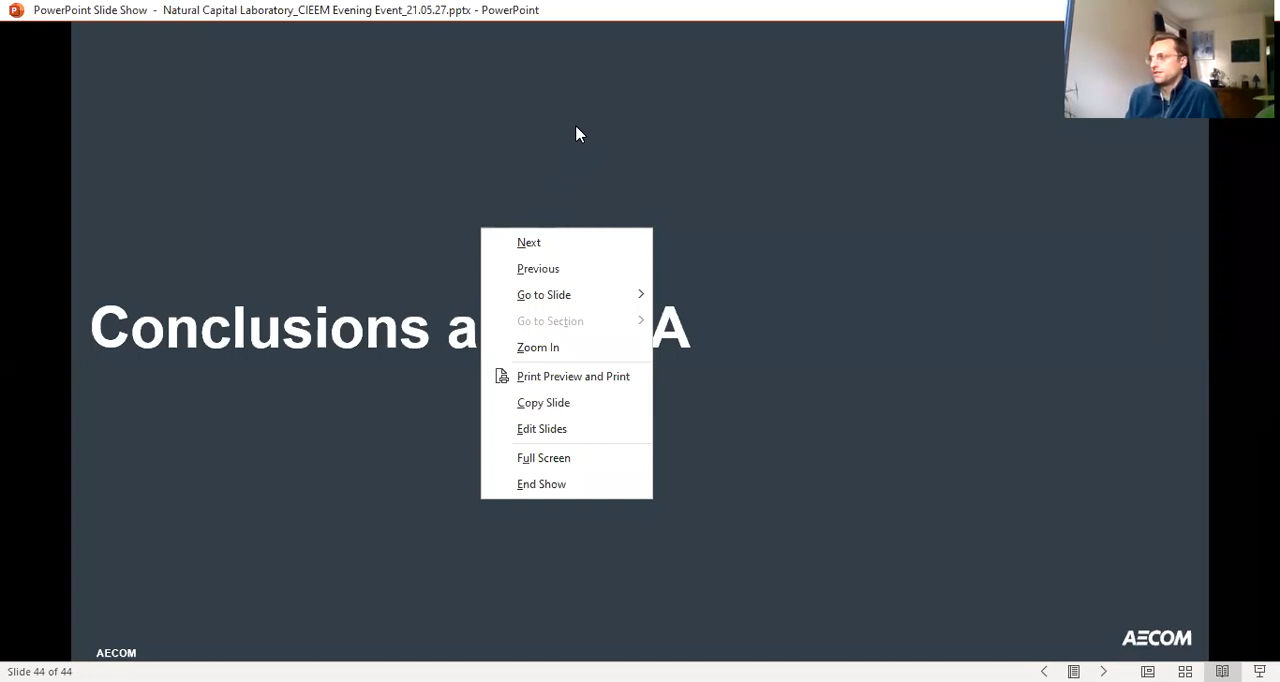 PowerPoint Slide Show - Natural Capital Laboratory_CIEEM Evening Event_21.05.27.pptx - PowerPoint
Next
Previous
Go to Slide
Go to Section
Conclusions a A
Zoom In
Print Preview and Print
Copy Slide
Edit Slides
Full Screen
End Show
AECOM
AECOM
Slide 44 of 44